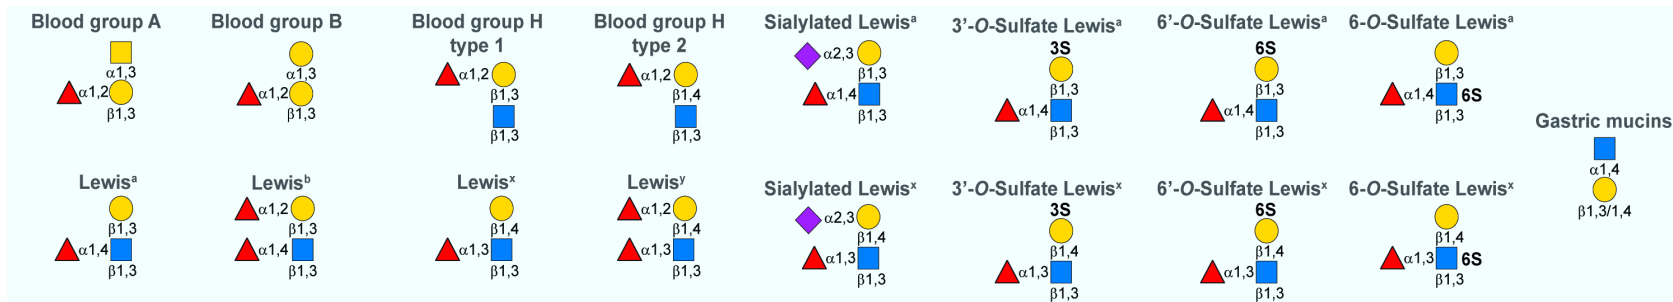 Blood group A
α1,3
α1,2
β1,3
Blood group B
α1,3
α1,2
β1,3
Blood group H
type 1
α1,2
β1,3
β1,3
Blood group H
type 2
α1,2
β1,4
β1,3
Sialylated Lewisᵃ
α2,3
β1,3
α1,4
β1,3
3'-O-Sulfate Lewisᵃ
3S
β1,3
α1,4
β1,3
6'-O-Sulfate Lewisᵃ
6S
β1,3
α1,4
β1,3
6-O-Sulfate Lewisᵃ
β1,3
α1,4 6S
β1,3
Lewisᵃ
β1,3
α1,4
β1,3
Lewisᵇ
α1,2
β1,3
α1,4
β1,3
Lewisˣ
β1,4
α1,3
β1,3
Lewisʸ
α1,2
β1,4
α1,3
β1,3
Sialylated Lewisˣ
α2,3
β1,4
α1,3
β1,3
3'-O-Sulfate Lewisˣ
3S
β1,4
α1,3
β1,3
6'-O-Sulfate Lewisˣ
6S
β1,4
α1,3
β1,3
6-O-Sulfate Lewisˣ
β1,4
α1,3 6S
β1,3
Gastric mucins
α1,4
β1,3/1,4